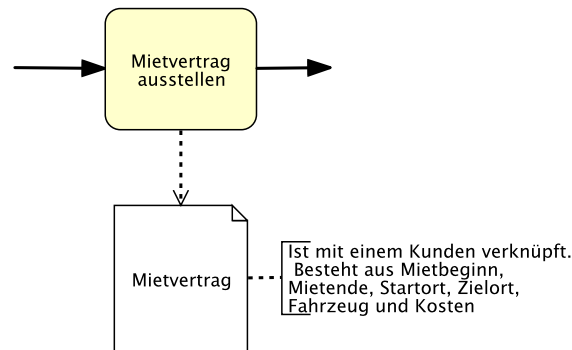 Mietvertrag
ausstellen
Mietvertrag
Ist mit einem Kunden verknüpft.
Besteht aus Mietbeginn,
Mietende, Startort, Zielort,
Fahrzeug und Kosten